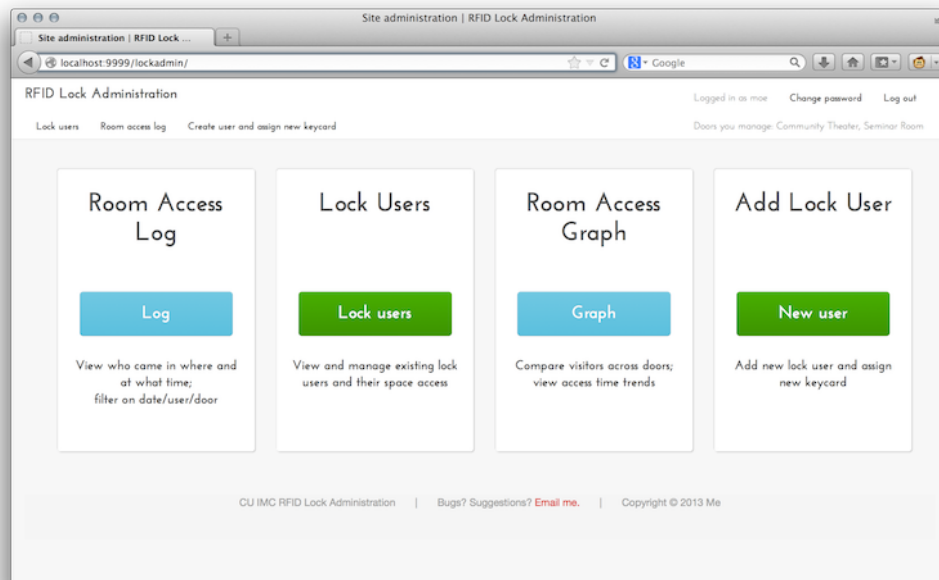 Site administration | RFID Lock Administration
Site administration | RFID Lock ...
localhost:9999/lockadmin/
Google
RFID Lock Administration
Logged in as moe Change password Log out
Lock users Room access log Create user and assign new keycard
Doors you manage: Community Theater, Seminar Room
Room Access
Log
Log
View who came in where and
at what time;
filter on date/user/door
Lock Users
Lock users
View and manage existing lock
users and their space access
Room Access
Graph
Graph
Compare visitors across doors;
view access time trends
Add Lock User
New user
Add new lock user and assign
new keycard
CU IMC RFID Lock Administration | Bugs? Suggestions? Email me. | Copyright © 2013 Me